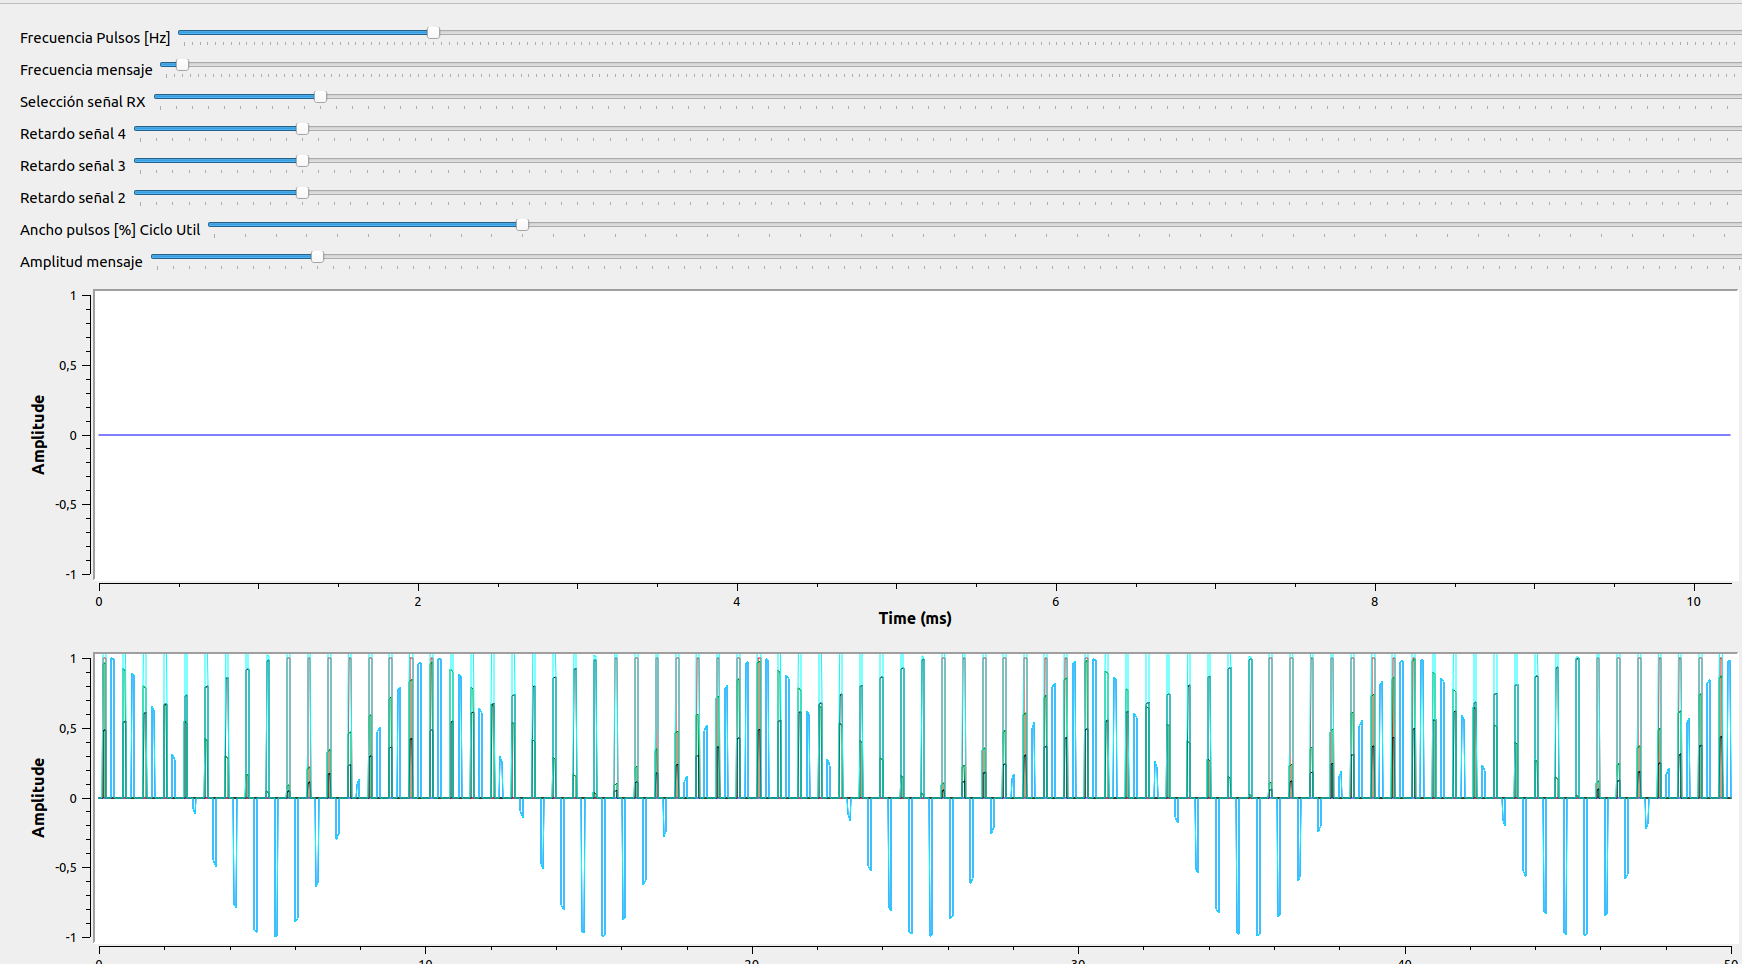 Frecuencia Pulsos [Hz]
Frecuencia mensaje
Selección señal RX
Retardo señal 4
Retardo señal 3
Retardo señal 2
Ancho pulsos [%] Ciclo Util
Amplitud mensaje
1
0,5
0
-0,5
-1
Amplitude
0 2 4 6 8 10
Time (ms)
1
0,5
0
-0,5
-1
Amplitude
0 10 20 30 40 50